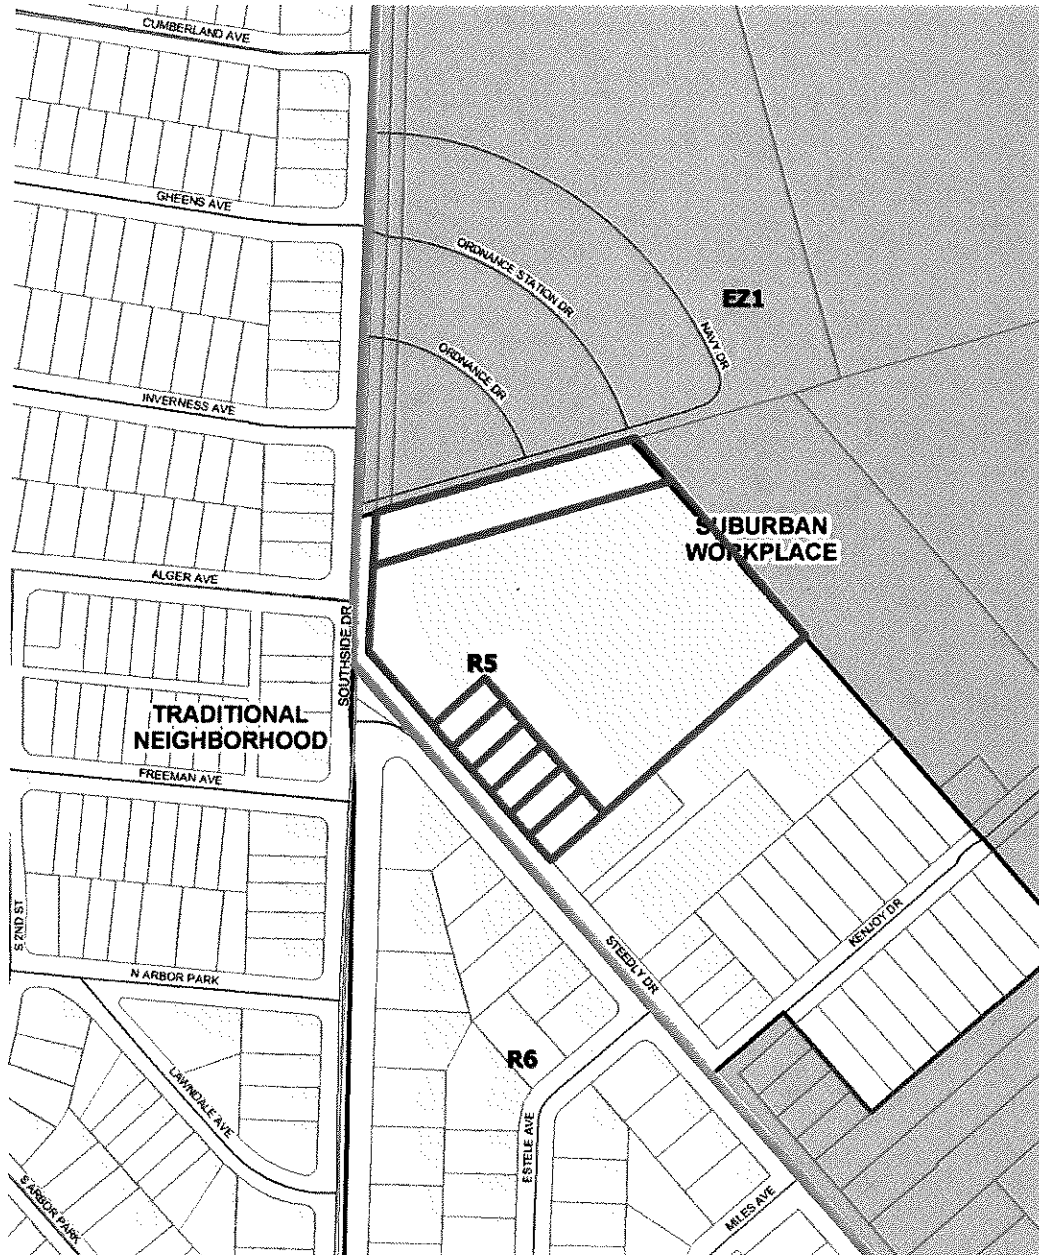 CUMBERLAND AVE
GHEENS AVE
ORDNANCE STATION DR
EZ1
NAVY DR
ORDNANCE DR
INVERNESS AVE
SUBURBAN
WORKPLACE
ALGER AVE
SOUTHSIDE DR
R5
TRADITIONAL
NEIGHBORHOOD
FREEMAN AVE
S 2ND ST
KENJOY DR
STEEDLY DR
N ARBOR PARK
R6
LAWNDALE AVE
ESTELE AVE
S ARBOR PARK
MILES AVE